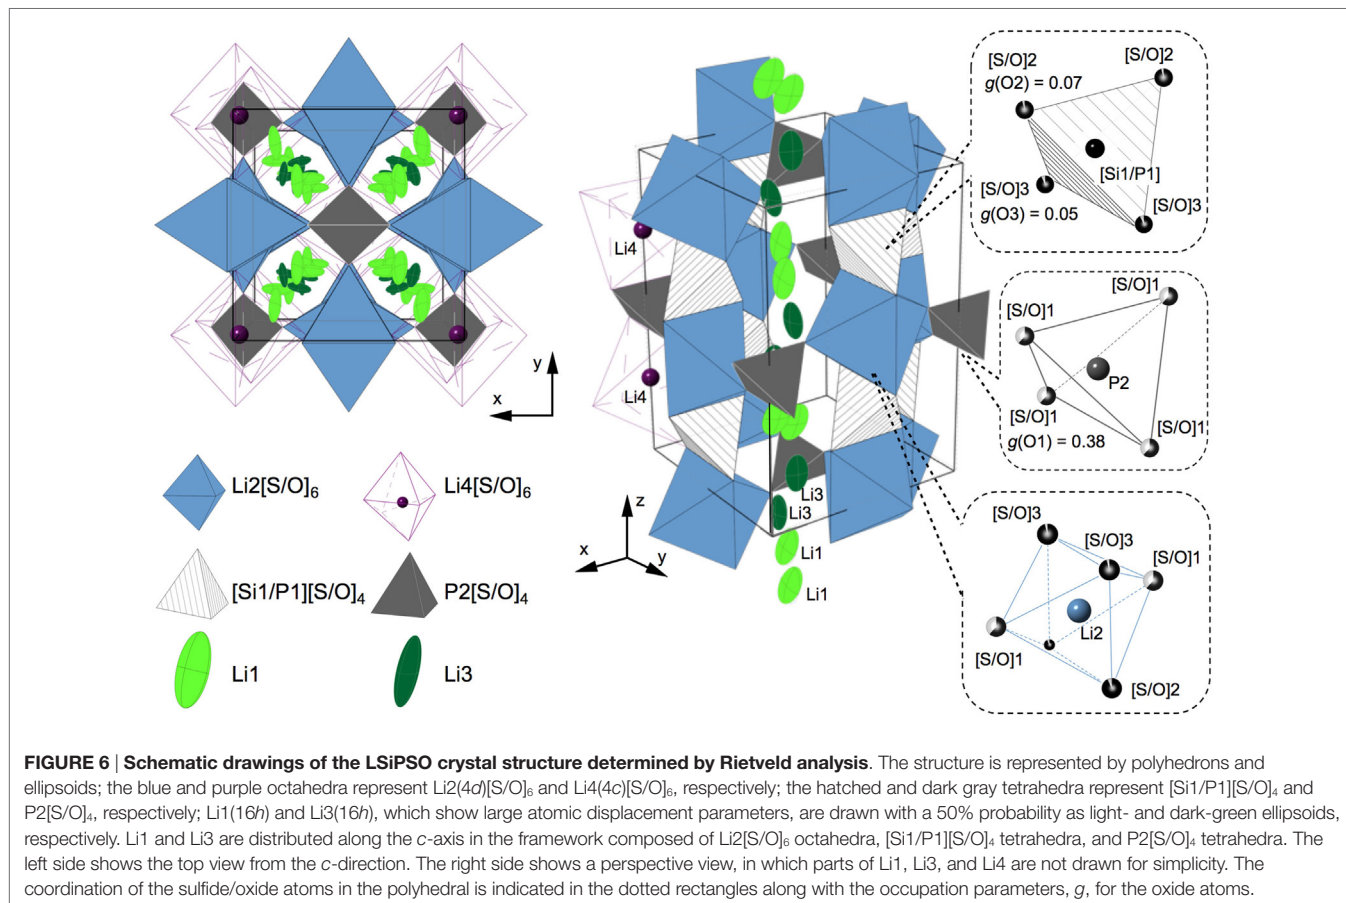 [S/O]2
[S/O]2
g(O2) = 0.07
[Si1/P1]
[S/O]3
[S/O]3
g(O3) = 0.05
Li4
[S/O]1
[S/O]1
P2
[S/O]1
[S/O]1
g(O1) = 0.38
Li4
y
x
Li2[S/O]₆
Li4[S/O]₆
[Si1/P1][S/O]₄
P2[S/O]₄
Li1
Li3
z
x
y
Li3
Li3
Li1
Li1
[S/O]3
[S/O]3
[S/O]1
Li2
[S/O]1
[S/O]2
FIGURE 6 | Schematic drawings of the LSiPSO crystal structure determined by Rietveld analysis. The structure is represented by polyhedrons and
ellipsoids; the blue and purple octahedra represent Li2(4d)[S/O]₆ and Li4(4c)[S/O]₆, respectively; the hatched and dark gray tetrahedra represent [Si1/P1][S/O]₄ and
P2[S/O]₄, respectively; Li1(16h) and Li3(16h), which show large atomic displacement parameters, are drawn with a 50% probability as light- and dark-green ellipsoids,
respectively. Li1 and Li3 are distributed along the c-axis in the framework composed of Li2[S/O]₆ octahedra, [Si1/P1][S/O]₄ tetrahedra, and P2[S/O]₄ tetrahedra. The
left side shows the top view from the c-direction. The right side shows a perspective view, in which parts of Li1, Li3, and Li4 are not drawn for simplicity. The
coordination of the sulfide/oxide atoms in the polyhedral is indicated in the dotted rectangles along with the occupation parameters, g, for the oxide atoms.